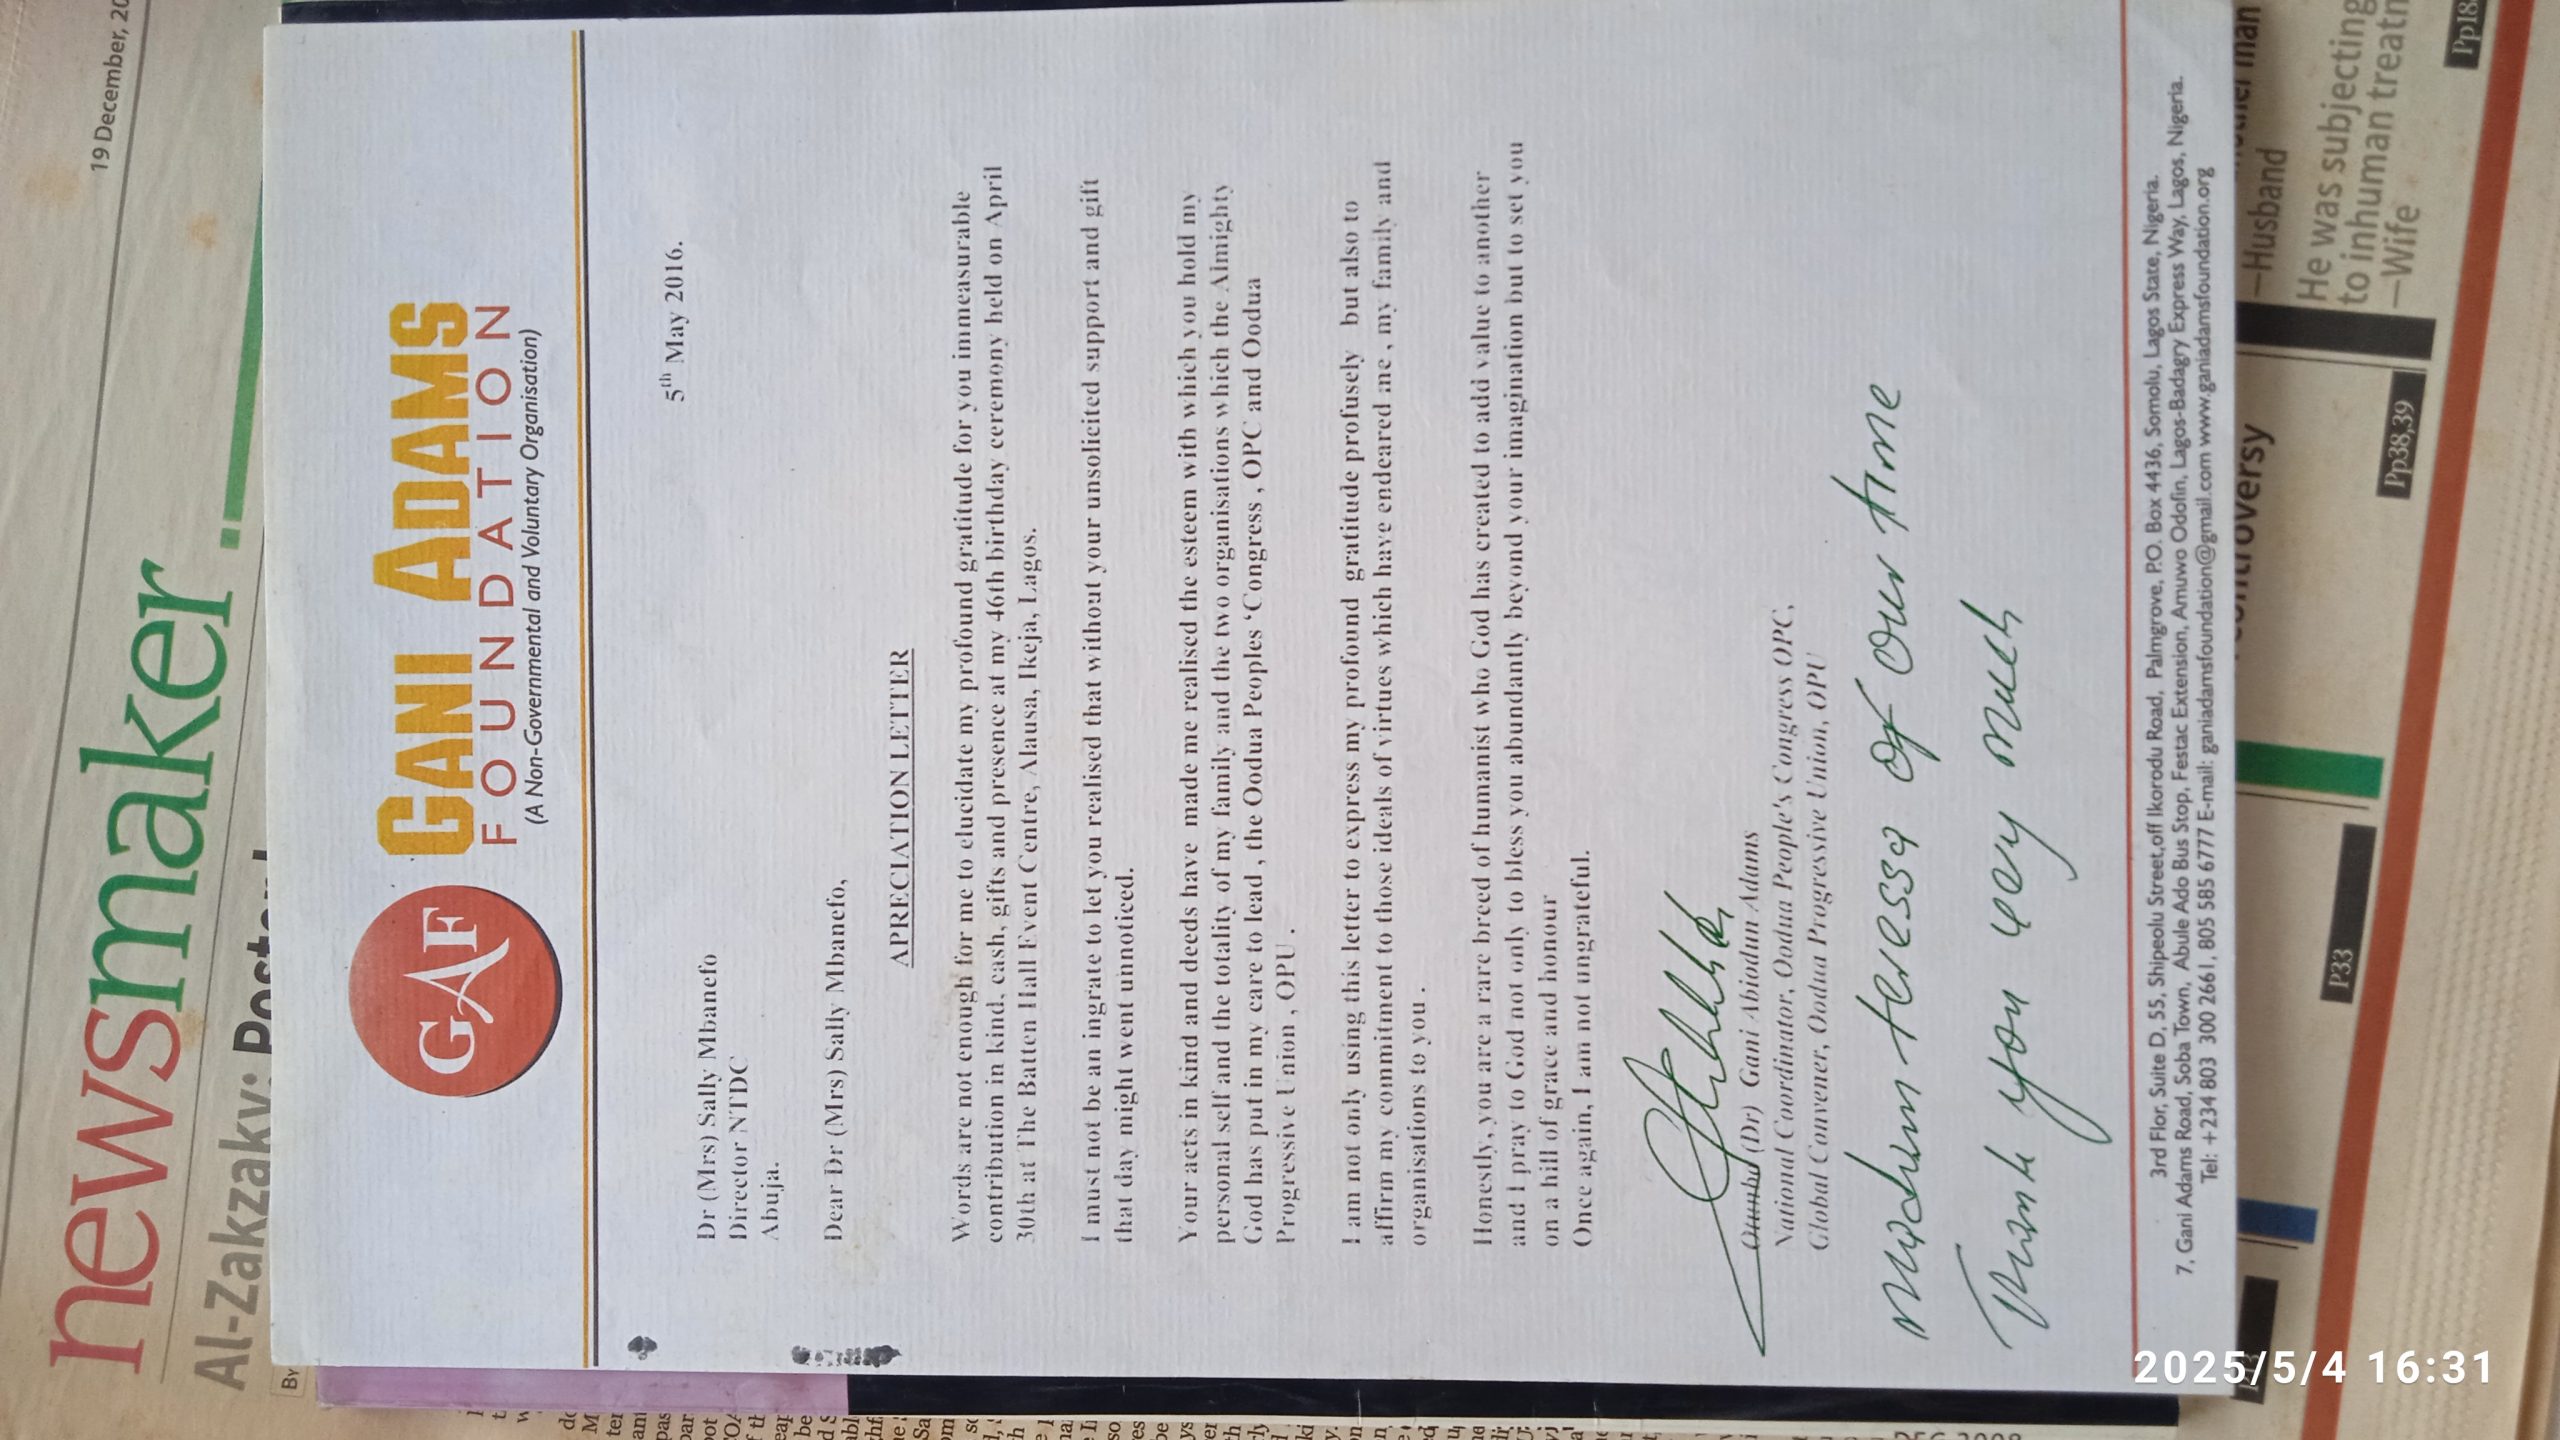 newsmaker
19 December, 20
Al-Zakzaky:
By
GAF
GANI ADAMS
FOUNDATION
(A Non-Governmental and Voluntary Organisation)
5th May 2016.
Dr (Mrs) Sally Mbanefo
Director NTDC
Abuja.
Dear Dr (Mrs) Sally Mbanefo,
APRECIATION LETTER
Words are not enough for me to elucidate my profound gratitude for you immeasurable
contribution in kind, cash, gifts and presence at my 46th birthday ceremony held on April
30th at The Batten Hall Event Centre, Alausa, Ikeja, Lagos.
I must not be an ingrate to let you realised that without your unsolicited support and gift
that day might went unnoticed.
Your acts in kind and deeds have made me realised the esteem with which you hold my
personal self and the totality of my family and the two organisations which the Almighty
God has put in my care to lead , the Oodua Peoples 'Congress , OPC and Oodua
Progressive Union , OPU .
I am not only using this letter to express my profound gratitude profusely but also to
affirm my commitment to those ideals of virtues which have endeared me , my family and
organisations to you .
Honestly, you are a rare breed of humanist who God has created to add value to another
and I pray to God not only to bless you abundantly beyond your imagination but to set you
on a hill of grace and honour
Once again, I am not ungrateful.
Otunba (Dr) Gani Abiodun Adams
National Coordinator, Oodua People's Congress OPC,
Global Convener, Oodua Progressive Union, OPU
Madam teressa of our time
Thank you very much
3rd Flor, Suite D, 55, Shipeolu Street,off Ikorodu Road, Palmgrove, P.O. Box 4436, Somolu, Lagos State, Nigeria.
7, Gani Adams Road, Soba Town, Abule Ado Bus Stop, Festac Extension, Amuwo Odofin, Lagos-Badagry Express Way, Lagos, Nigeria.
Tel: +234 803 300 2661, 805 585 6777 E-mail: ganiadamsfoundation@gmail.com www.ganiadamsfoundation.org
—Husband
He was subjecting
to inhuman treatm
—Wife
Pp18
Pp38,39
P33
2025/5/4 16:31